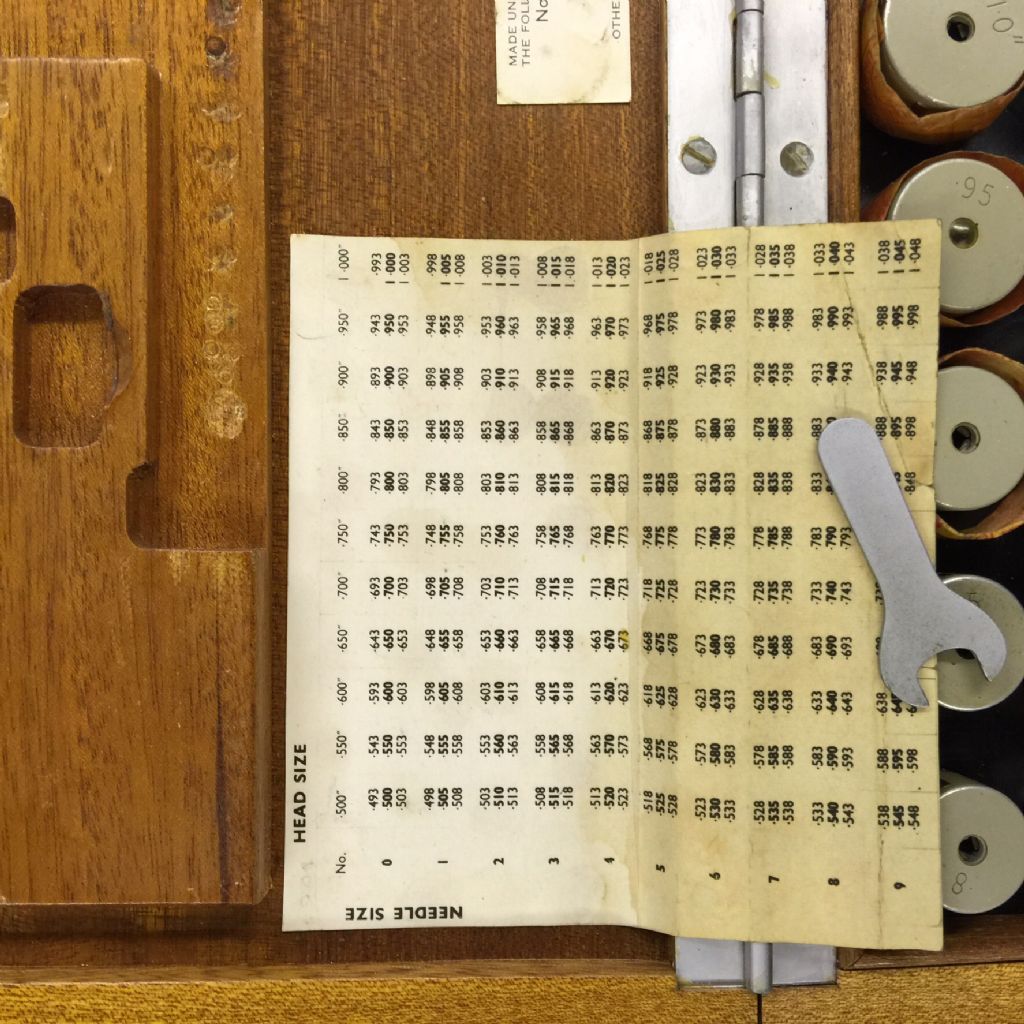 MADE
THE
No
HEAD SIZE
NEEDLE SIZE
No. ·500" ·550" ·600" ·650" ·700" ·750" ·800" ·850" ·900" ·950" 1·000"
·493 ·543 ·593 ·643 ·693 ·743 ·793 ·843 ·893 ·943 ·993
0 ·500 ·550 ·600 ·650 ·700 ·750 ·800 ·850 ·900 ·950 1·000
·503 ·553 ·603 ·653 ·703 ·753 ·803 ·853 ·903 ·953 1·003
·498 ·548 ·598 ·648 ·698 ·748 ·798 ·848 ·898 ·948 ·998
1 ·505 ·555 ·605 ·655 ·705 ·755 ·805 ·855 ·905 ·955 1·005
·508 ·558 ·608 ·658 ·708 ·758 ·808 ·858 ·908 ·958 1·008
·503 ·553 ·603 ·653 ·703 ·753 ·803 ·853 ·903 ·953 1·003
2 ·510 ·560 ·610 ·660 ·710 ·760 ·810 ·860 ·910 ·960 1·010
·513 ·563 ·613 ·663 ·713 ·763 ·813 ·863 ·913 ·963 1·013
·508 ·558 ·608 ·658 ·708 ·758 ·808 ·858 ·908 ·958 1·008
3 ·515 ·565 ·615 ·665 ·715 ·765 ·815 ·865 ·915 ·965 1·015
·518 ·568 ·618 ·668 ·718 ·768 ·818 ·868 ·918 ·968 1·018
·513 ·563 ·613 ·663 ·713 ·763 ·813 ·863 ·913 ·963 1·013
4 ·520 ·570 ·620 ·670 ·720 ·770 ·820 ·870 ·920 ·970 1·020
·523 ·573 ·623 ·673 ·723 ·773 ·823 ·873 ·923 ·973 1·023
·518 ·568 ·618 ·668 ·718 ·768 ·818 ·868 ·918 ·968 1·018
5 ·525 ·575 ·625 ·675 ·725 ·775 ·825 ·875 ·925 ·975 1·025
·528 ·578 ·628 ·678 ·728 ·778 ·828 ·878 ·928 ·978 1·028
·523 ·573 ·623 ·673 ·723 ·773 ·823 ·873 ·923 ·973 1·023
6 ·530 ·580 ·630 ·680 ·730 ·780 ·830 ·880 ·930 ·980 1·030
·533 ·583 ·633 ·683 ·733 ·783 ·833 ·883 ·933 ·983 1·033
·528 ·578 ·628 ·678 ·728 ·778 ·828 ·878 ·928 ·978 1·028
7 ·535 ·585 ·635 ·685 ·735 ·785 ·835 ·885 ·935 ·985 1·035
·538 ·588 ·638 ·688 ·738 ·788 ·838 ·888 ·938 ·988 1·038
·533 ·583 ·633 ·683 ·733 ·783 ·833 ·883 ·933 ·983 1·033
8 ·540 ·590 ·640 ·690 ·740 ·790 ·940 ·990 1·040
·543 ·593 ·643 ·693 ·743 ·793 ·943 ·993 1·043
·538 ·588 ·638 ·888 ·938 ·988 1·038
9 ·545 ·595 ·895 ·945 ·995 1·045
·548 ·598 ·848 ·898 ·948 ·998 1·048
·95
8